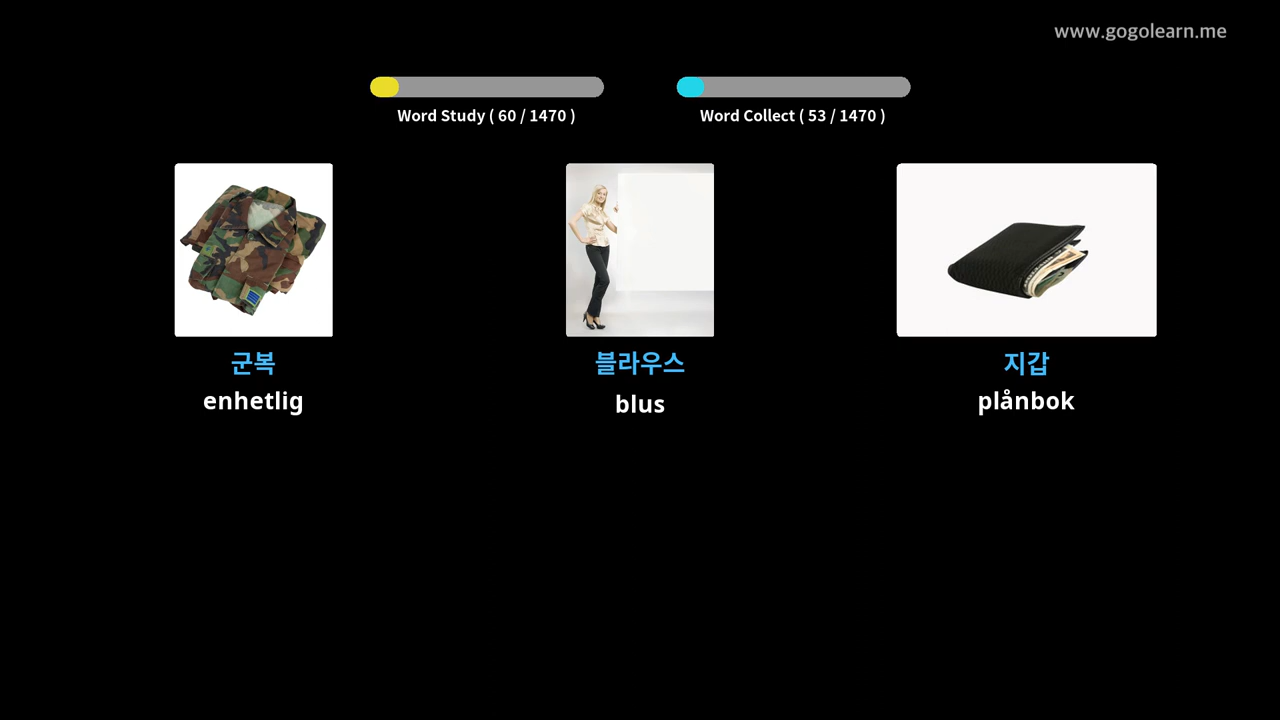 www.gogolearn.me
Word Study ( 60 / 1470 )
Word Collect ( 53 / 1470 )
군복
enhetlig
블라우스
blus
지갑
plånbok